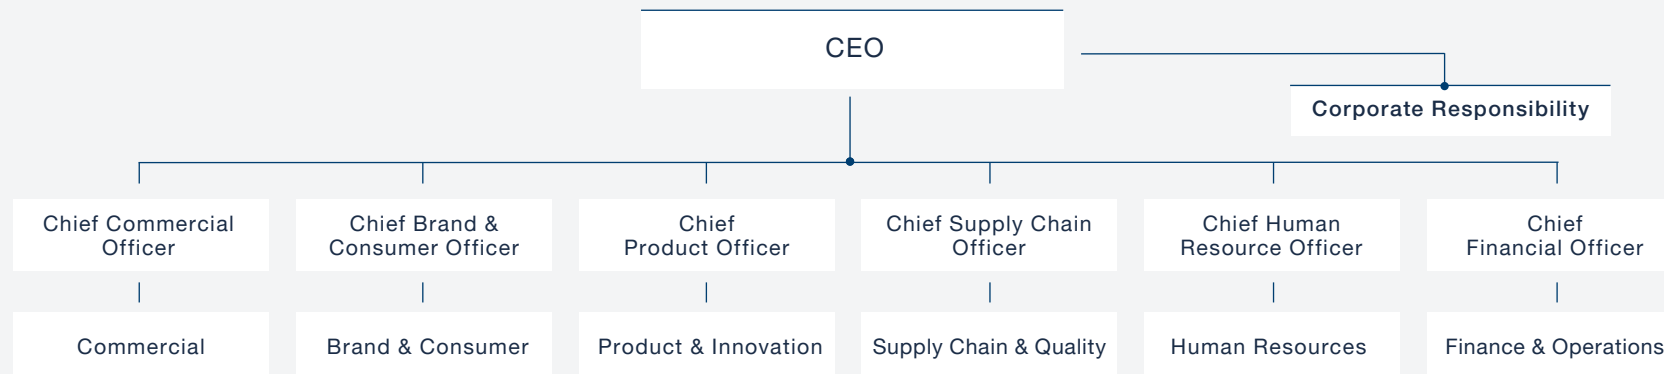 CEO
Corporate Responsibility
Chief Commercial
Officer
Chief Brand &
Consumer Officer
Chief
Product Officer
Chief Supply Chain
Officer
Chief Human
Resource Officer
Chief
Financial Officer
Commercial
Brand & Consumer
Product & Innovation
Supply Chain & Quality
Human Resources
Finance & Operations